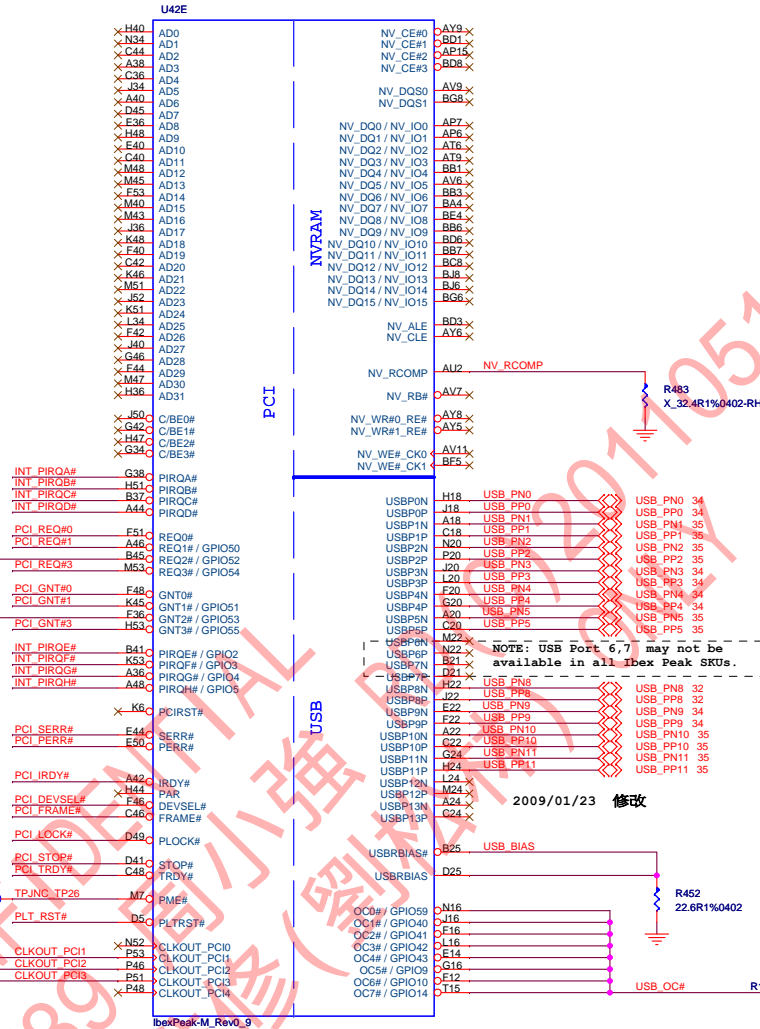 U42E
H40 AD0 NV_CE#0 AY9
N34 AD1 NV_CE#1 BD1
C44 AD2 NV_CE#2 AP15
A38 AD3 NV_CE#3 BD8
C36 AD4
J34 AD5 NV_DQS0 AV9
A40 AD6 NV_DQS1 BG8
D45 AD7
E36 AD8 NV_DQ0 / NV_IO0 AP7
H48 AD9 NV_DQ1 / NV_IO1 AP6
E40 AD10 NV_DQ2 / NV_IO2 AT6
C40 AD11 NV_DQ3 / NV_IO3 AT9
M48 AD12 NV_DQ4 / NV_IO4 BB1
M45 AD13 NV_DQ5 / NV_IO5 AV6
F53 AD14 NV_DQ6 / NV_IO6 BB3
M40 AD15 NV_DQ7 / NV_IO7 BA4
M43 AD16 NV_DQ8 / NV_IO8 BE4
J36 AD17 NV_DQ9 / NV_IO9 BB6
K48 AD18 NV_DQ10 / NV_IO10 BD6
F40 AD19 NV_DQ11 / NV_IO11 BB7
C42 AD20 NV_DQ12 / NV_IO12 BC8
K46 AD21 NV_DQ13 / NV_IO13 BJ8
M51 AD22 NV_DQ14 / NV_IO14 BJ6
J52 AD23 NV_DQ15 / NV_IO15 BG6
K51 AD24
L34 AD25 NV_ALE BD3
F42 AD26 NV_CLE AY6
J40 AD27
G46 AD28
F44 AD29 NV_RCOMP AU2 NV_RCOMP
M47 AD30
H36 AD31 NV_RB# AV7
R483
X_32.4R1%0402-RH
NVRAM
PCI
J50 C/BE0# NV_WR#0_RE# AY8
G42 C/BE1# NV_WR#1_RE# AY5
H47 C/BE2#
G34 C/BE3# NV_WE#_CK0 AV11
NV_WE#_CK1 BF5
INT_PIRQA# G38 PIRQA#
INT_PIRQB# H51 PIRQB#
INT_PIRQC# B37 PIRQC#
INT_PIRQD# A44 PIRQD#
USBP0N H18 USB_PN0 USB_PN0 34
USBP0P J18 USB_PP0 USB_PP0 34
USBP1N A18 USB_PN1 USB_PN1 35
USBP1P C18 USB_PP1 USB_PP1 35
USBP2N N20 USB_PN2 USB_PN2 35
USBP2P P20 USB_PP2 USB_PP2 35
USBP3N J20 USB_PN3 USB_PN3 34
USBP3P L20 USB_PP3 USB_PP3 34
USBP4N F20 USB_PN4 USB_PN4 34
USBP4P G20 USB_PP4 USB_PP4 34
USBP5N A20 USB_PN5 USB_PN5 35
USBP5P C20 USB_PP5 USB_PP5 35
USBP6N M22
USBP6P N22
USBP7N B21
USBP7P D21
NOTE: USB Port 6,7 may not be
available in all Ibex Peak SKUs.
USBP8N H22 USB_PN8 USB_PN8 32
USBP8P J22 USB_PP8 USB_PP8 32
USBP9N E22 USB_PN9 USB_PN9 34
USBP9P F22 USB_PP9 USB_PP9 34
USBP10N A22 USB_PN10 USB_PN10 35
USBP10P C22 USB_PP10 USB_PP10 35
USBP11N G24 USB_PN11 USB_PN11 35
USBP11P H24 USB_PP11 USB_PP11 35
USBP12N L24
USBP12P M24
USBP13N A24
USBP13P C24
2009/01/23 修改
PCI_REQ#0 F51 REQ0#
PCI_REQ#1 A46 REQ1# / GPIO50
B45 REQ2# / GPIO52
PCI_REQ#3 M53 REQ3# / GPIO54
PCI_GNT#0 F48 GNT0#
PCI_GNT#1 K45 GNT1# / GPIO51
F36 GNT2# / GPIO53
PCI_GNT#3 H53 GNT3# / GPIO55
INT_PIRQE# B41 PIRQE# / GPIO2
INT_PIRQF# K53 PIRQF# / GPIO3
INT_PIRQG# A36 PIRQG# / GPIO4
INT_PIRQH# A48 PIRQH# / GPIO5
USB
K6 PCIRST#
PCI_SERR# E44 SERR#
PCI_PERR# E50 PERR#
PCI_IRDY# A42 IRDY#
H44 PAR
PCI_DEVSEL# F46 DEVSEL#
PCI_FRAME# C46 FRAME#
PCI_LOCK# D49 PLOCK#
PCI_STOP# D41 STOP#
PCI_TRDY# C48 TRDY#
TPJNC_TP26 M7 PME#
PLT_RST# D5 PLTRST#
N52 CLKOUT_PCI0
CLKOUT_PCI1 P53 CLKOUT_PCI1
CLKOUT_PCI2 P46 CLKOUT_PCI2
CLKOUT_PCI3 P51 CLKOUT_PCI3
P48 CLKOUT_PCI4
USBRBIAS# B25 USB_BIAS
USBRBIAS D25
R452
22.6R1%0402
OC0# / GPIO59 N16
OC1# / GPIO40 J16
OC2# / GPIO41 F16
OC3# / GPIO42 L16
OC4# / GPIO43 E14
OC5# / GPIO9 G16
OC6# / GPIO10 F12
OC7# / GPIO14 T15
USB_OC# R1
IbexPeak-M_Rev0_9
周小強
修(劉松林)
2011051
ONLY